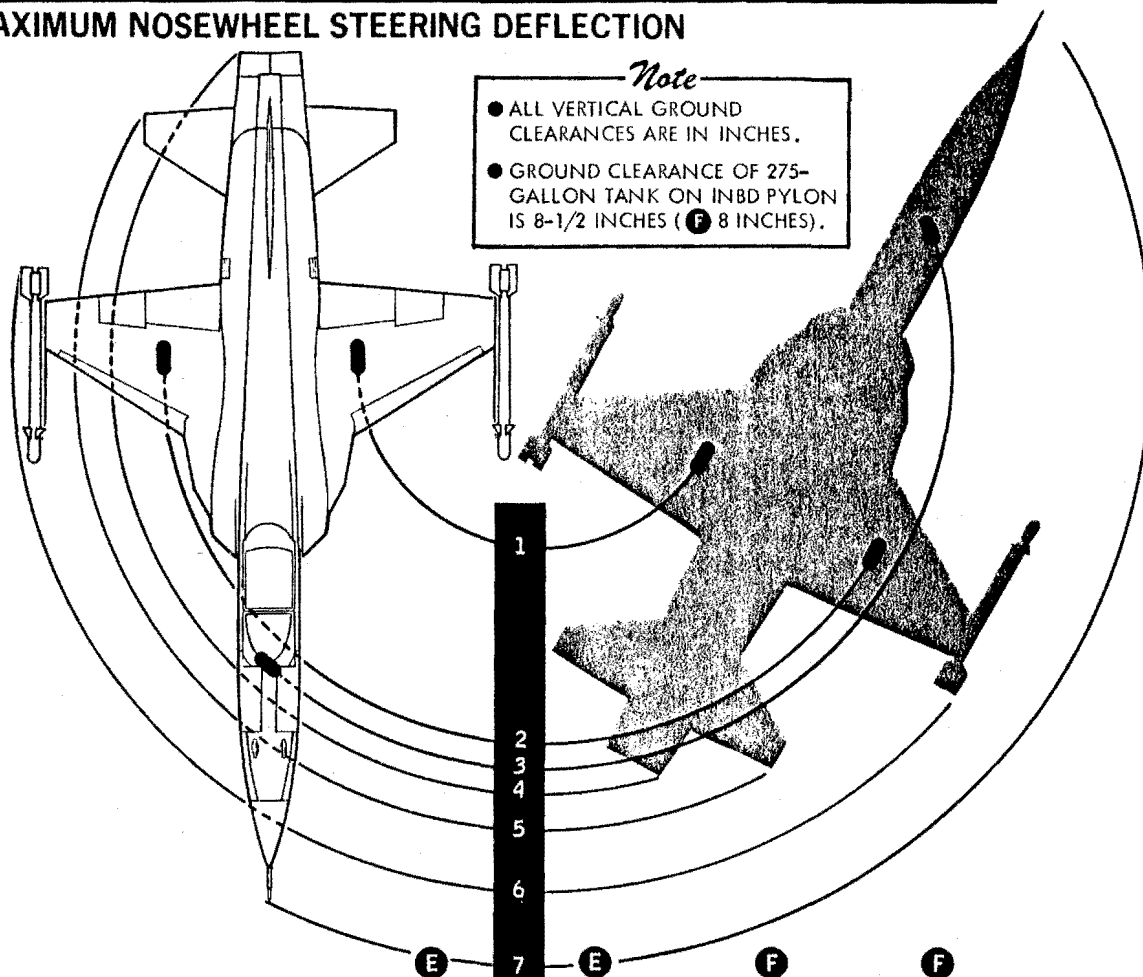 AXIMUM NOSEWHEEL STEERING DEFLECTION
Note
● ALL VERTICAL GROUND
CLEARANCES ARE IN INCHES.
● GROUND CLEARANCE OF 275-
GALLON TANK ON INBD PYLON
IS 8-1/2 INCHES (F 8 INCHES).
1
2
3
4
5
6
E 7 E F F